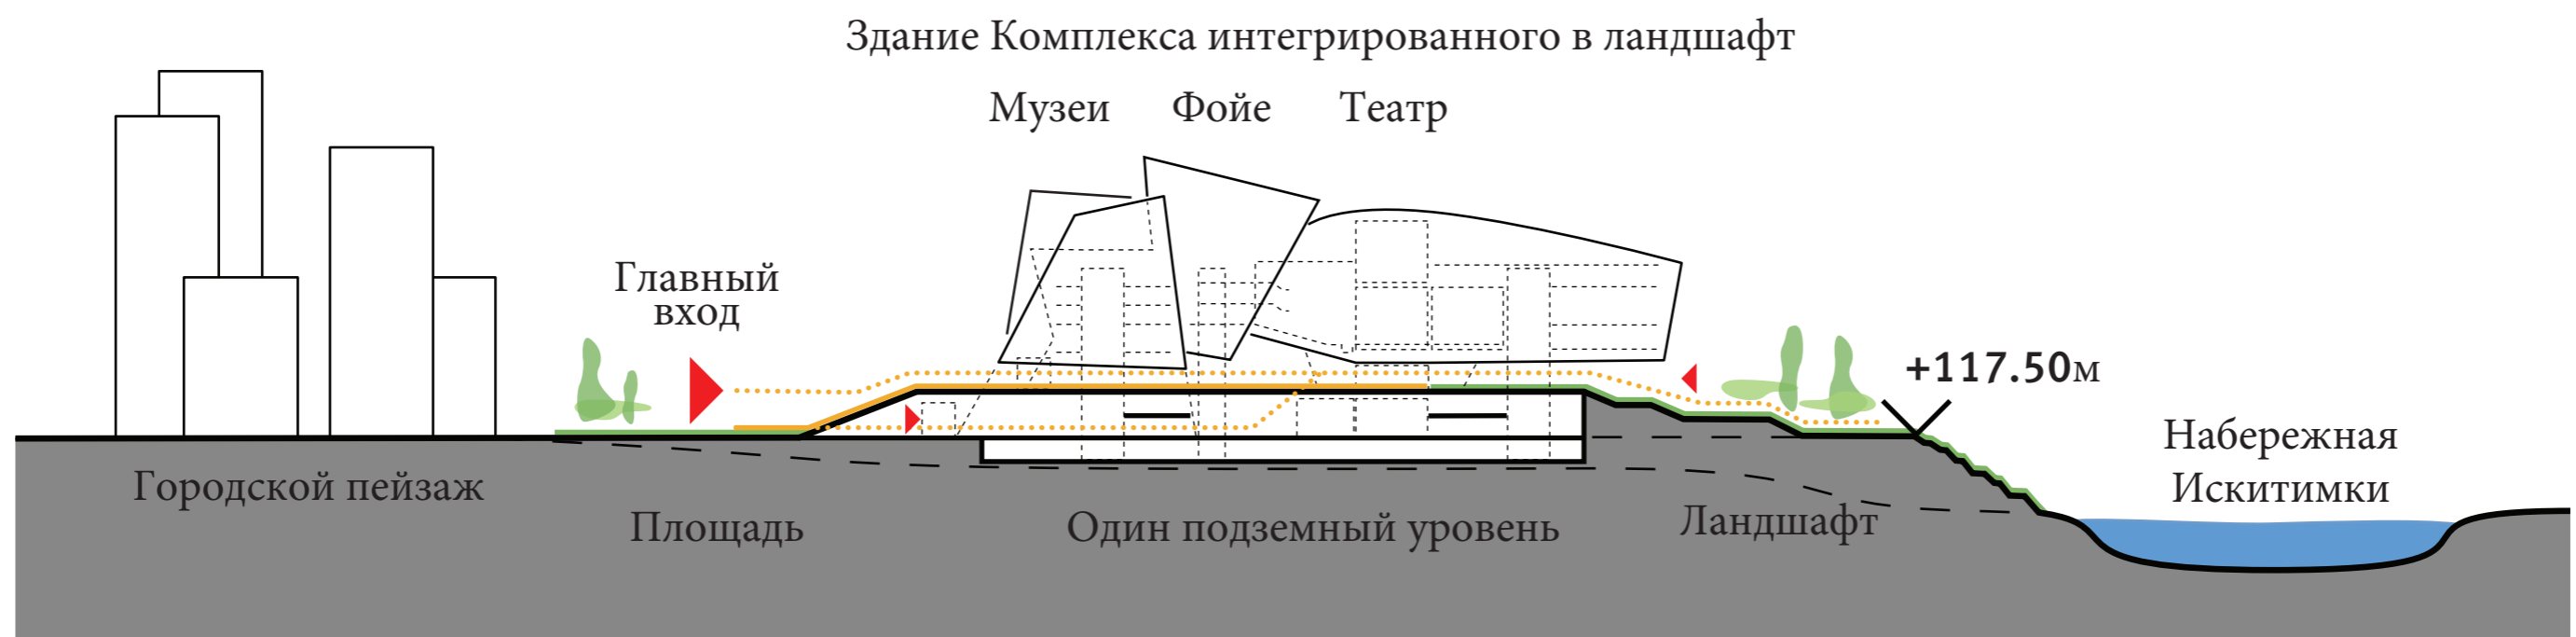 Здание Комплекса интегрированного в ландшафт
Музеи Фойе Театр
Главный
вход
+117.50м
Набережная
Искитимки
Городской пейзаж
Площадь
Один подземный уровень
Ландшафт